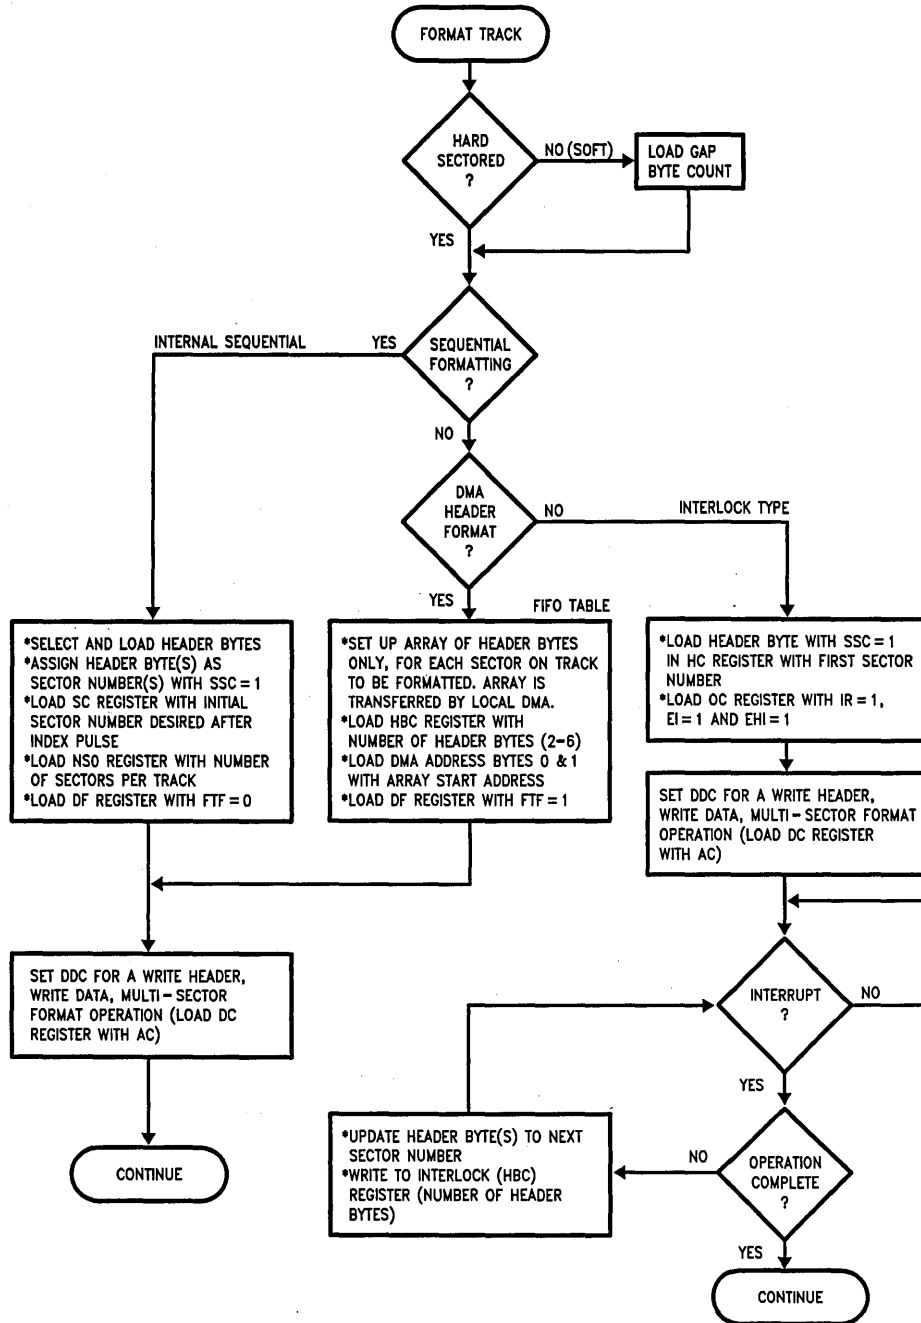 FORMAT TRACK
HARD
SECTORED
?
NO (SOFT)
LOAD GAP
BYTE COUNT
YES
INTERNAL SEQUENTIAL
YES
SEQUENTIAL
FORMATTING
?
NO
DMA
HEADER
FORMAT
?
NO
INTERLOCK TYPE
YES
FIFO TABLE
*SELECT AND LOAD HEADER BYTES
*ASSIGN HEADER BYTE(S) AS
SECTOR NUMBER(S) WITH SSC=1
*LOAD SC REGISTER WITH INITIAL
SECTOR NUMBER DESIRED AFTER
INDEX PULSE
*LOAD NSO REGISTER WITH NUMBER
OF SECTORS PER TRACK
*LOAD DF REGISTER WITH FTF=0
*SET UP ARRAY OF HEADER BYTES
ONLY, FOR EACH SECTOR ON TRACK
TO BE FORMATTED. ARRAY IS
TRANSFERRED BY LOCAL DMA.
*LOAD HBC REGISTER WITH
NUMBER OF HEADER BYTES (2-6)
*LOAD DMA ADDRESS BYTES 0 & 1
WITH ARRAY START ADDRESS
*LOAD DF REGISTER WITH FTF=1
*LOAD HEADER BYTE WITH SSC=1
IN HC REGISTER WITH FIRST SECTOR
NUMBER
*LOAD OC REGISTER WITH IR=1,
EI=1 AND EHI=1
SET DDC FOR A WRITE HEADER,
WRITE DATA, MULTI-SECTOR FORMAT
OPERATION (LOAD DC REGISTER
WITH AC)
SET DDC FOR A WRITE HEADER,
WRITE DATA, MULTI-SECTOR
FORMAT OPERATION (LOAD DC
REGISTER WITH AC)
INTERRUPT
?
NO
YES
*UPDATE HEADER BYTE(S) TO NEXT
SECTOR NUMBER
*WRITE TO INTERLOCK (HBC)
REGISTER (NUMBER OF HEADER
BYTES)
NO
OPERATION
COMPLETE
?
CONTINUE
YES
CONTINUE